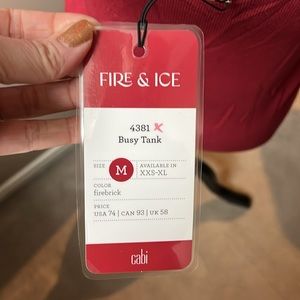 FIRE & ICE
4381
Busy Tank
SIZE
M
AVAILABLE IN
XXS-XL
COLOR
firebrick
PRICE
USA 74 | CAN 93 | UK 58
cabi